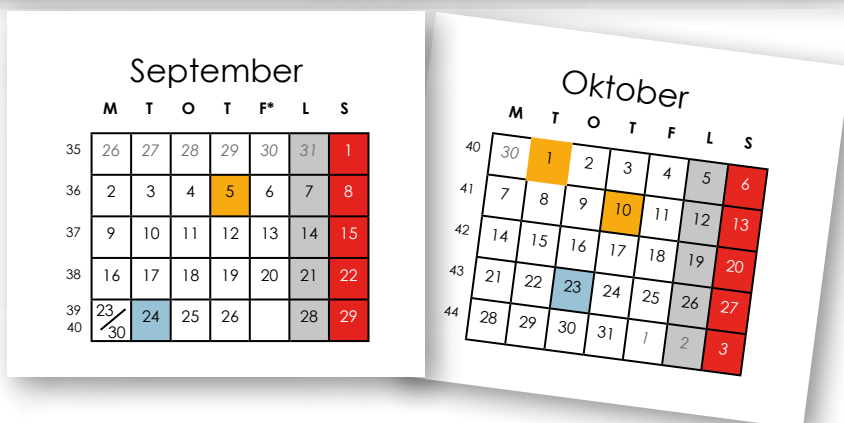 September
M T O T F* L S
35 26 27 28 29 30 31 1
36 2 3 4 5 6 7 8
37 9 10 11 12 13 14 15
38 16 17 18 19 20 21 22
39 40 23/30 24 25 26 28 29
Oktober
M T O T F L S
40 30 1 2 3 4 5 6
41 7 8 9 10 11 12 13
42 14 15 16 17 18 19 20
43 21 22 23 24 25 26 27
44 28 29 30 31 1 2 3